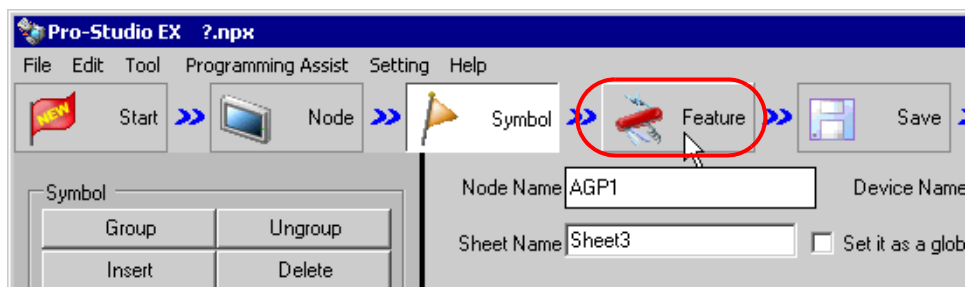 Pro-Studio EX ?.npx
File Edit Tool Programming Assist Setting Help
NEW Start Node Symbol Feature Save
Symbol
Node Name AGP1 Device Name
Group Ungroup
Sheet Name Sheet3 Set it as a glob
Insert Delete